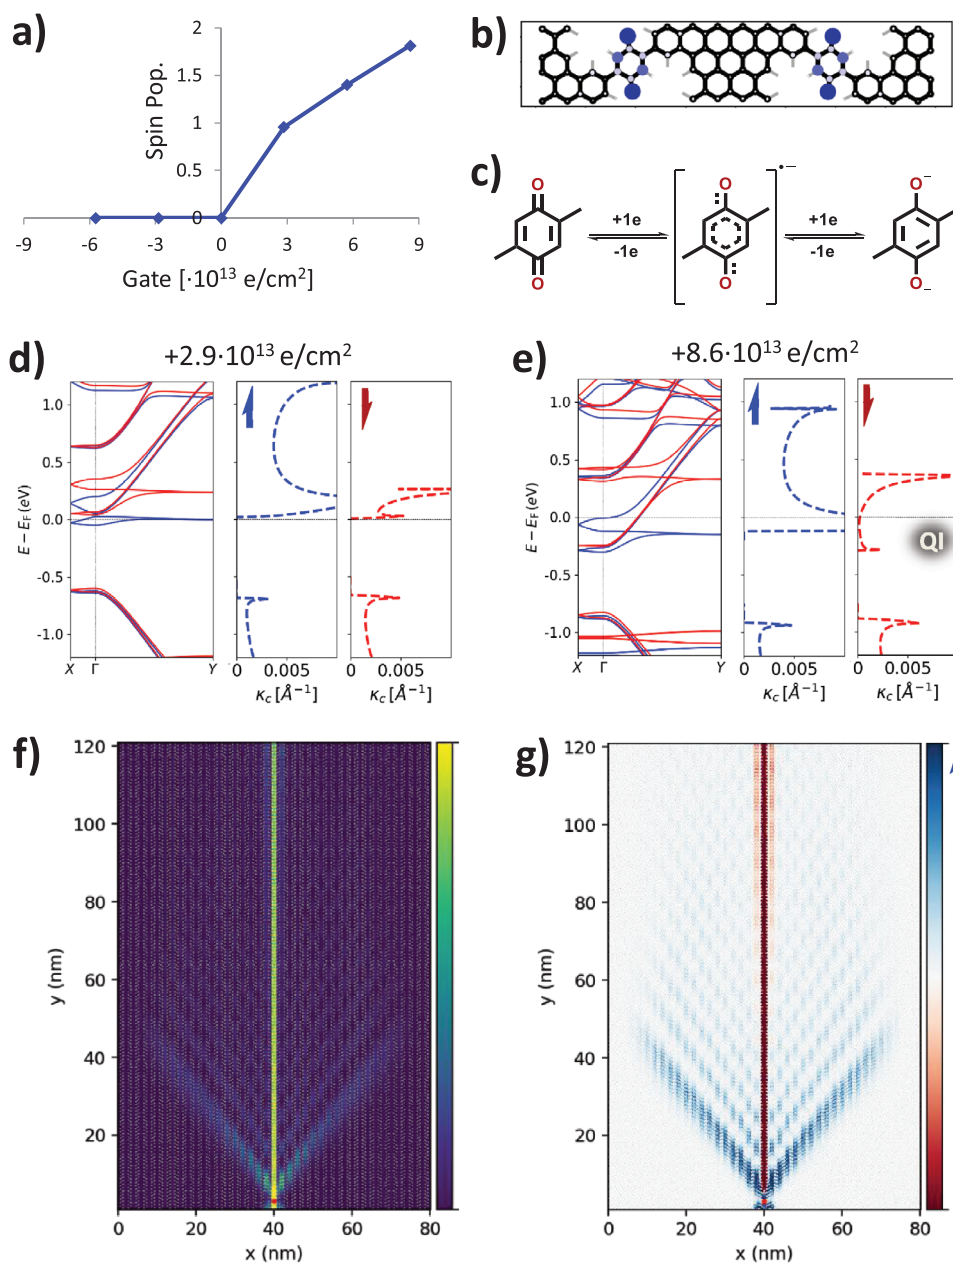 a)
Spin Pop.
2
1.5
1
0.5
0
-9 -6 -3 0 3 6 9
Gate [·10¹³ e/cm²]
b)
c)
O
O
+1e
-1e
O
O
•−
+1e
-1e
O−
O−
d)
+2.9·10¹³ e/cm²
E − E_F (eV)
1.0
0.5
0.0
-0.5
-1.0
X Γ Y
0 0.005
κ_c [Å⁻¹]
0 0.005
κ_c [Å⁻¹]
e)
+8.6·10¹³ e/cm²
E − E_F (eV)
1.0
0.5
0.0
-0.5
-1.0
X Γ Y
0 0.005
κ_c [Å⁻¹]
QI
0 0.005
κ_c [Å⁻¹]
f)
y (nm)
120
100
80
60
40
20
0 20 40 60 80
x (nm)
g)
y (nm)
120
100
80
60
40
20
0 20 40 60 80
x (nm)